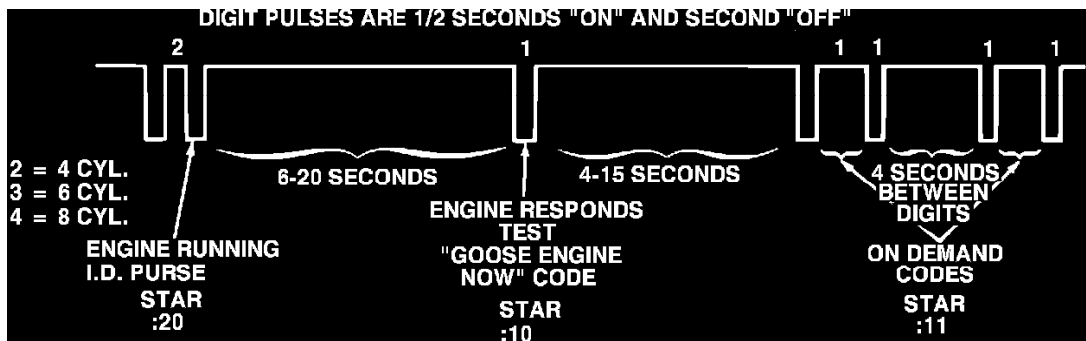 DIGIT PULSES ARE 1/2 SECONDS "ON" AND SECOND "OFF"
2 1 1 1 1 1
2 = 4 CYL.
3 = 6 CYL.
4 = 8 CYL.
6-20 SECONDS
4-15 SECONDS
4 SECONDS
BETWEEN
DIGITS
ENGINE RUNNING
I.D. PURSE
STAR
:20
ENGINE RESPONDS
TEST
"GOOSE ENGINE
NOW" CODE
STAR
:10
ON DEMAND
CODES
STAR
:11